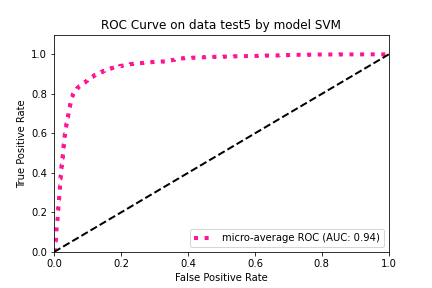 ROC Curve on data test5 by model SVM
True Positive Rate
1.0
0.8
0.6
0.4
0.2
0.0
micro-average ROC (AUC: 0.94)
0.0 0.2 0.4 0.6 0.8 1.0
False Positive Rate